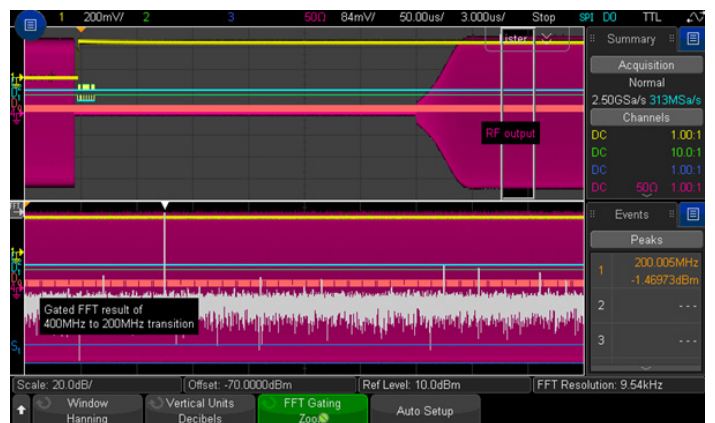 1 200mV/ 2 3 50Ω 84mV/ 50.00us/ 3.000us/ Stop SPI D0 TTL
Lister
Summary
Acquisition
Normal
2.50GSa/s 313MSa/s
Channels
DC 1.00:1
DC 10.0:1
DC 1.00:1
DC 50Ω 1.00:1
RF output
Events
Peaks
1 200.005MHz
-1.46973dBm
2 ---
3 ---
Gated FFT result of
400MHz to 200MHz transition
S1
Scale: 20.0dB/ Offset: -70.0000dBm Ref Level: 10.0dBm FFT Resolution: 9.54kHz
Window
Hanning
Vertical Units
Decibels
FFT Gating
Zoom
Auto Setup